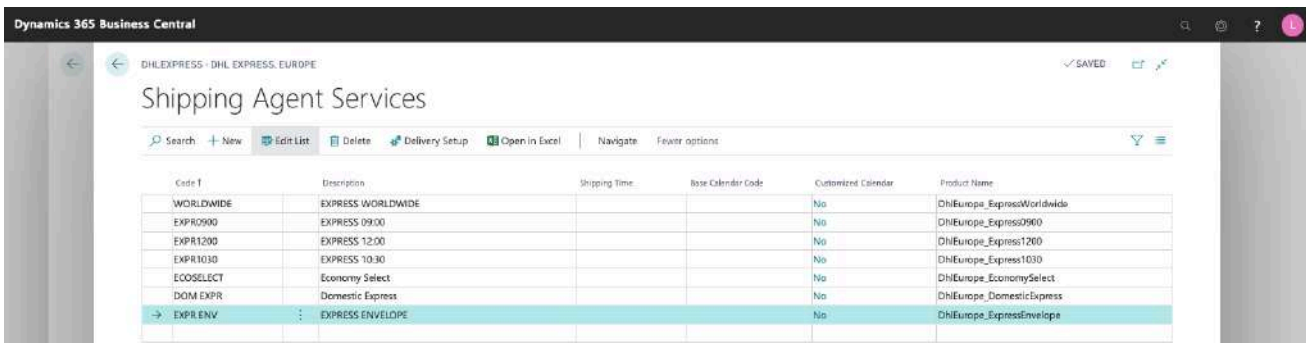 Dynamics 365 Business Central
?
L
DHLEXPRESS · DHL EXPRESS, EUROPE
✓ SAVED
Shipping Agent Services
Search + New Edit List Delete Delivery Setup Open in Excel | Navigate Fewer options
Code ↑ Description Shipping Time Base Calendar Code Customized Calendar Product Name
WORLDWIDE EXPRESS WORLDWIDE No DhlEurope_ExpressWorldwide
EXPR0900 EXPRESS 09:00 No DhlEurope_Express0900
EXPR1200 EXPRESS 12:00 No DhlEurope_Express1200
EXPR1030 EXPRESS 10:30 No DhlEurope_Express1030
ECOSELECT Economy Select No DhlEurope_EconomySelect
DOM EXPR Domestic Express No DhlEurope_DomesticExpress
→ EXPR ENV ⋮ EXPRESS ENVELOPE No DhlEurope_ExpressEnvelope